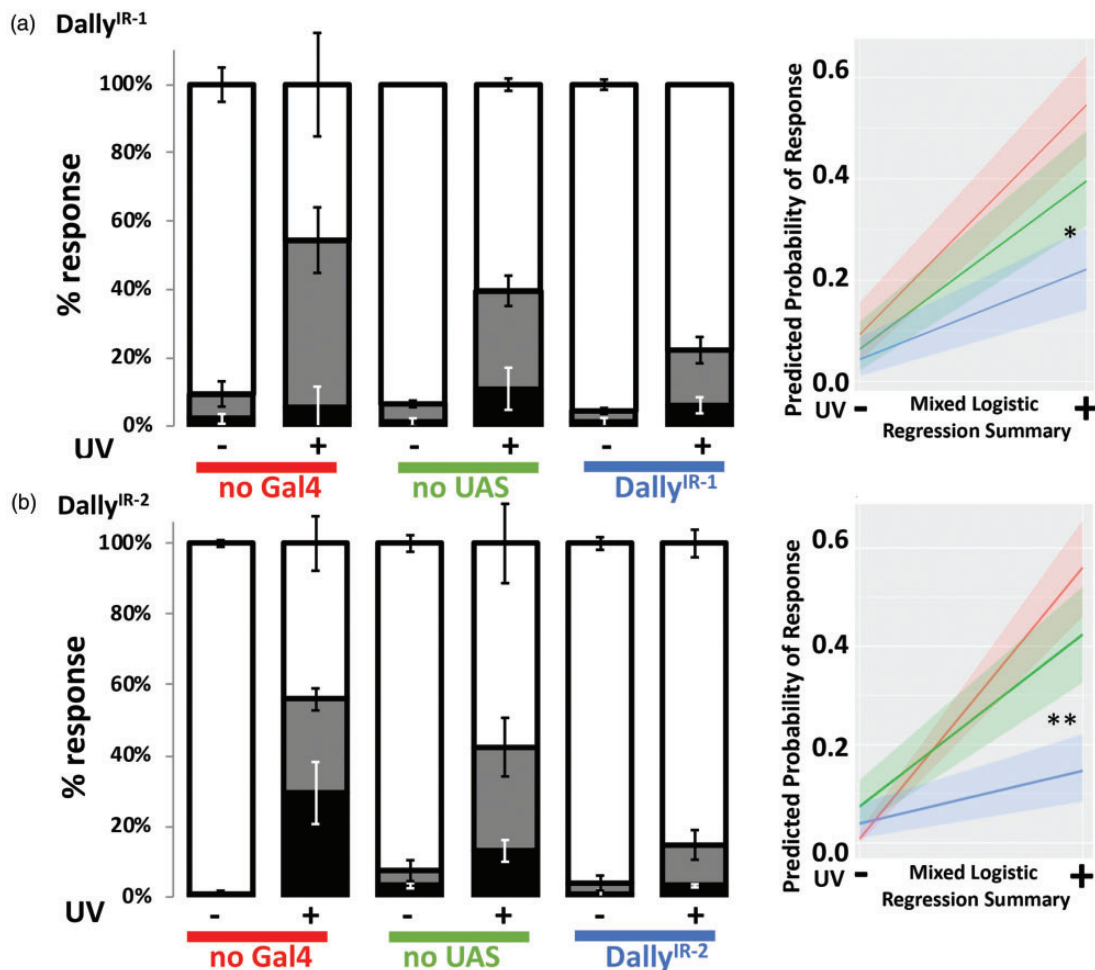 (a) Dally^IR-1
% response
100%
80%
60%
40%
20%
0%
UV - + - + - +
no Gal4 no UAS Dally^IR-1
Predicted Probability of Response
0.6
0.4
*
0.2
0.0
UV - Mixed Logistic +
Regression Summary
(b) Dally^IR-2
% response
100%
80%
60%
40%
20%
0%
UV - + - + - +
no Gal4 no UAS Dally^IR-2
Predicted Probability of Response
0.6
0.4
**
0.2
0.0
UV - Mixed Logistic +
Regression Summary